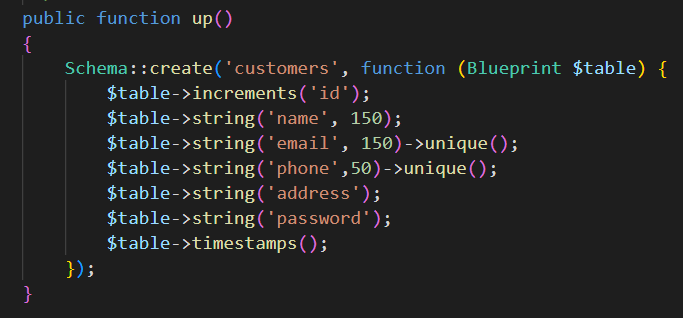 public function up()
{
    Schema::create('customers', function (Blueprint $table) {
        $table->increments('id');
        $table->string('name', 150);
        $table->string('email', 150)->unique();
        $table->string('phone',50)->unique();
        $table->string('address');
        $table->string('password');
        $table->timestamps();
    });
}